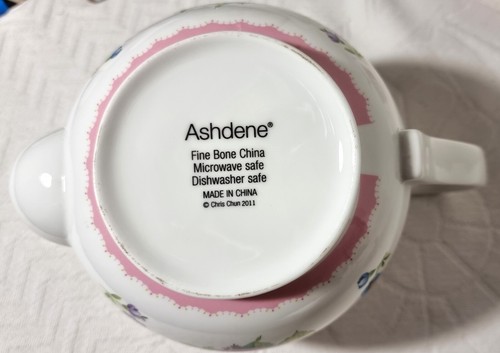 Ashdene®
Fine Bone China
Microwave safe
Dishwasher safe
MADE IN CHINA
© Chris Chun 2011